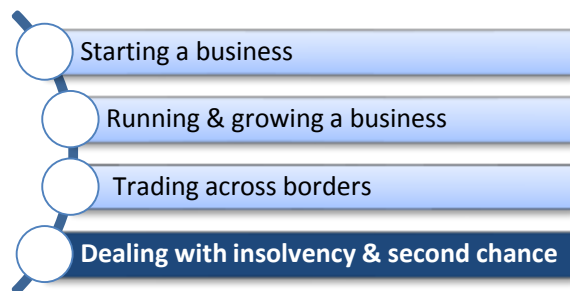 Starting a business
Running & growing a business
Trading across borders
Dealing with insolvency & second chance